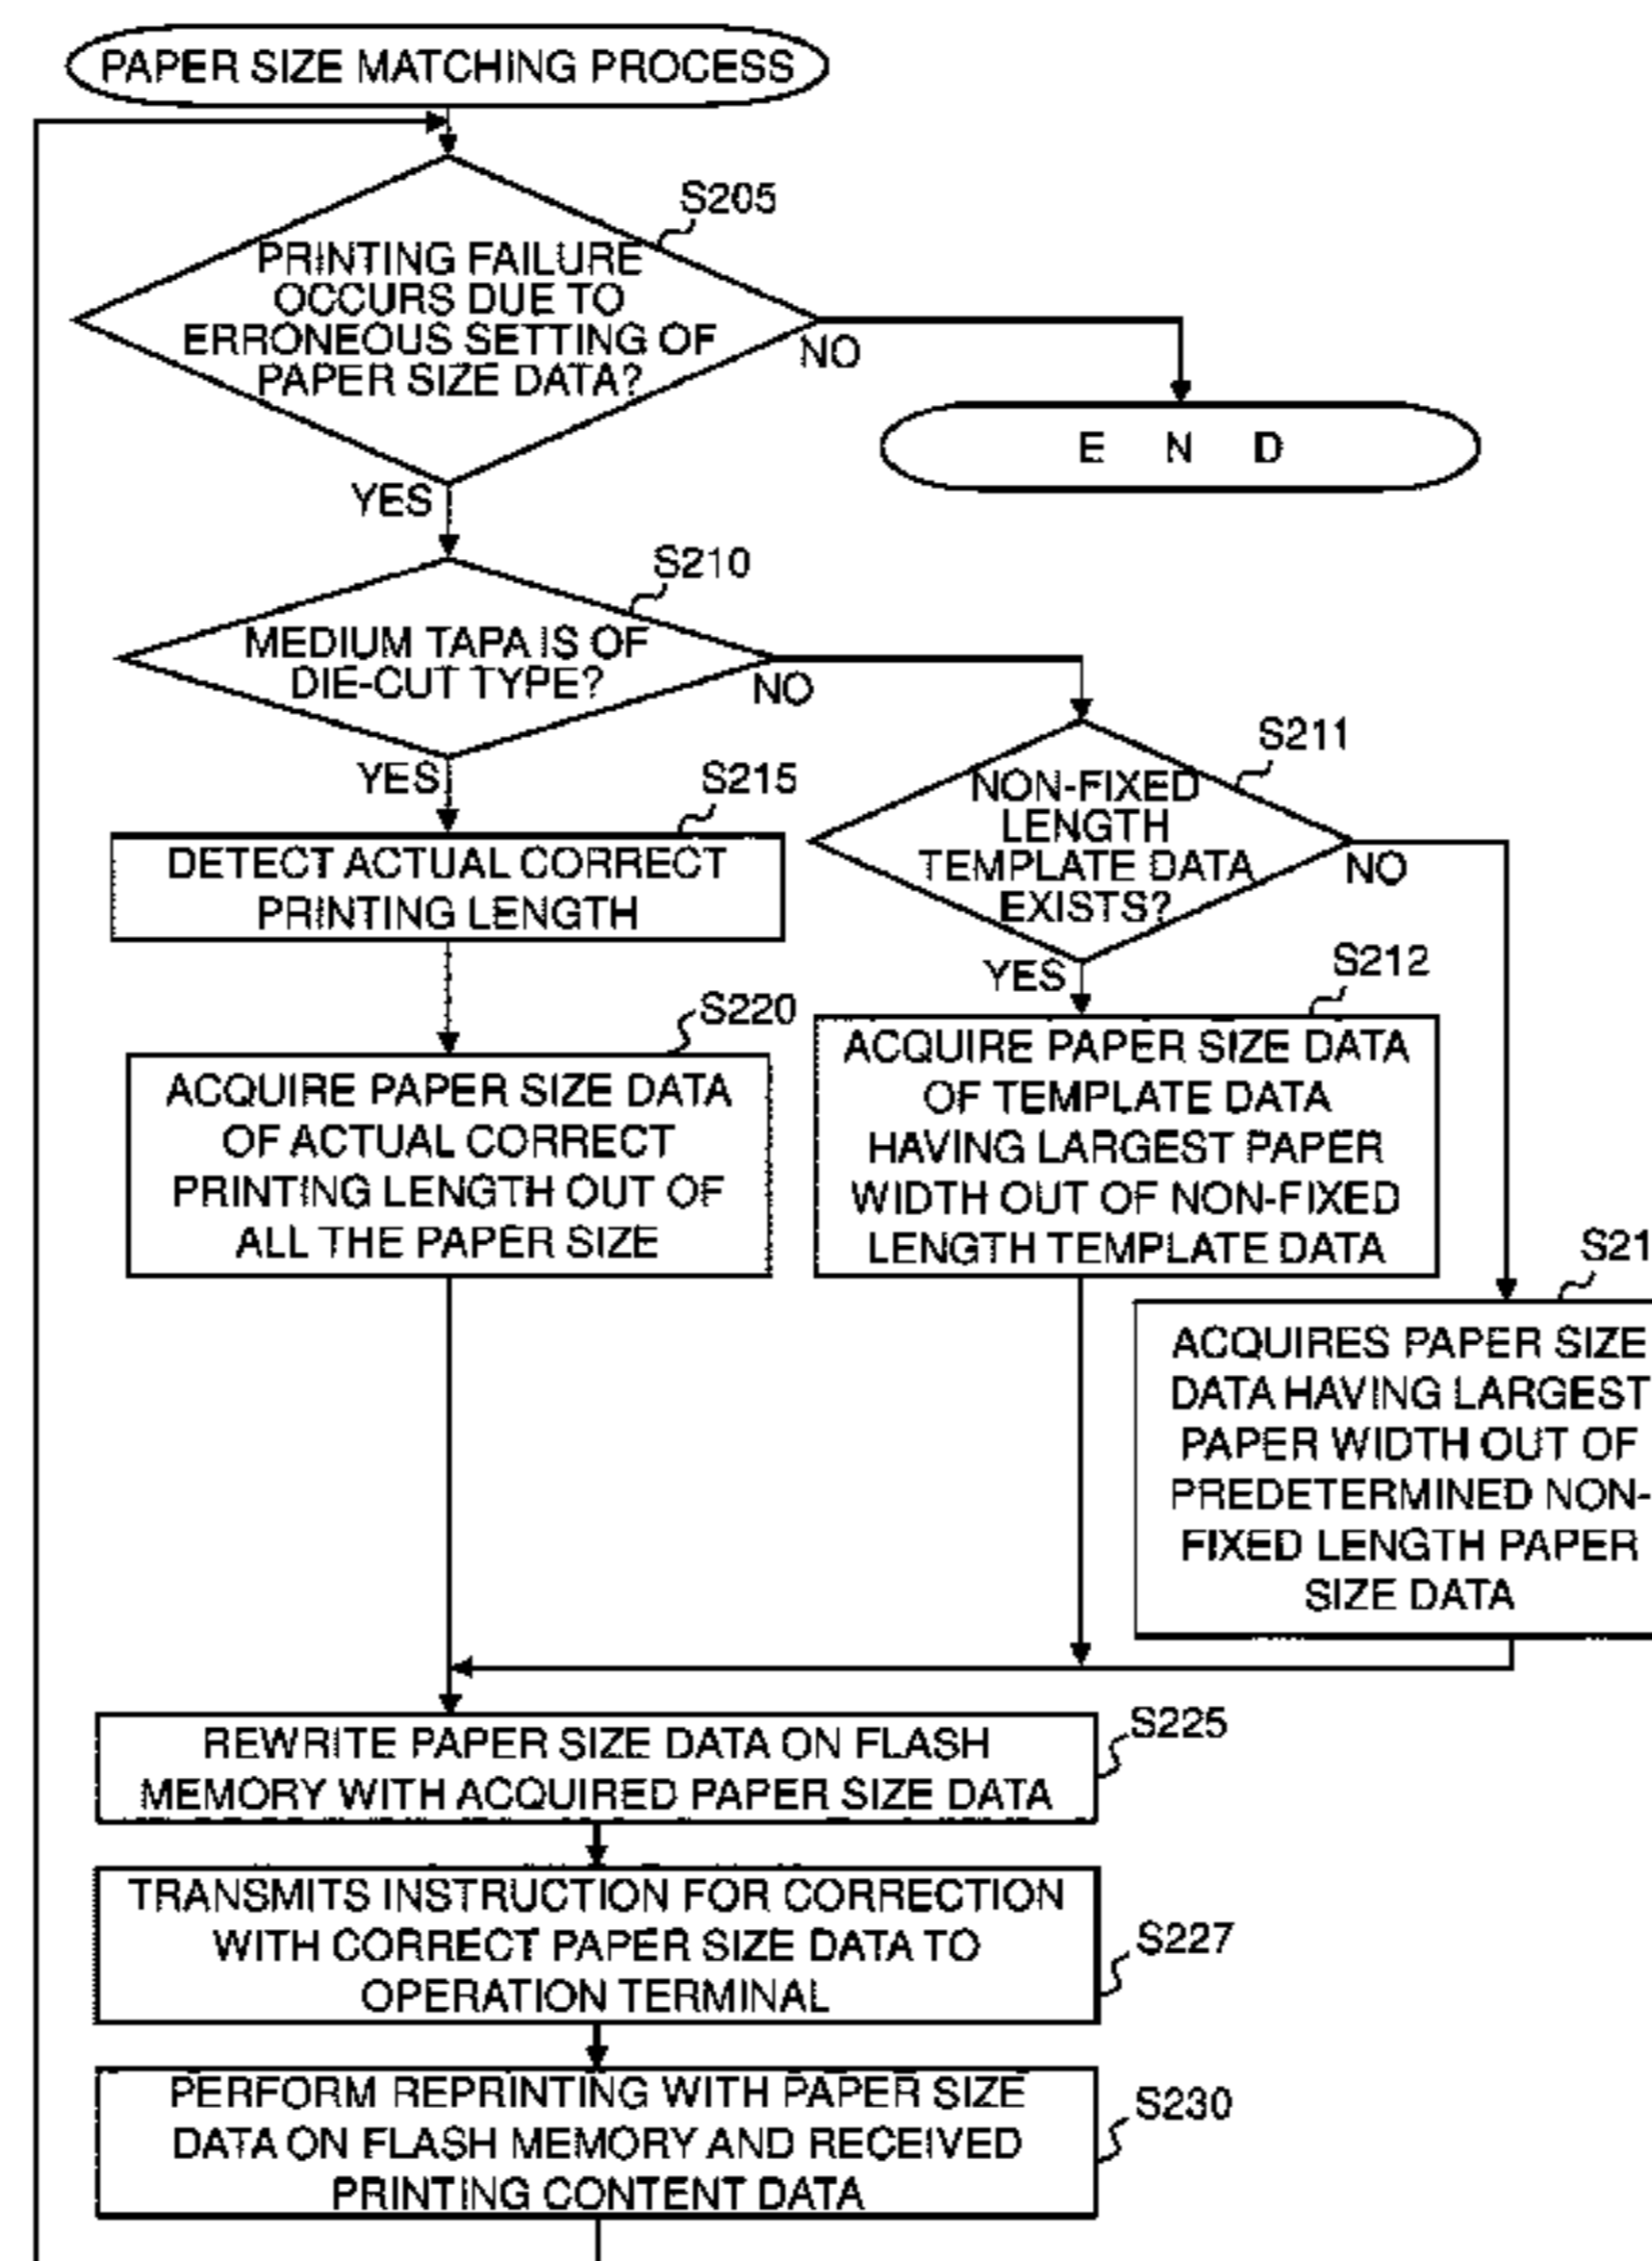 PAPER SIZE MATCHING PROCESS
S205
PRINTING FAILURE
OCCURS DUE TO
ERRONEOUS SETTING OF
PAPER SIZE DATA?
NO
E N D
YES
S210
MEDIUM TAPA IS OF
DIE-CUT TYPE?
NO
YES
S211
NON-FIXED
LENGTH
TEMPLATE DATA
EXISTS?
NO
YES
S215
DETECT ACTUAL CORRECT
PRINTING LENGTH
S212
ACQUIRE PAPER SIZE DATA
OF TEMPLATE DATA
HAVING LARGEST PAPER
WIDTH OUT OF NON-FIXED
LENGTH TEMPLATE DATA
S220
ACQUIRE PAPER SIZE DATA
OF ACTUAL CORRECT
PRINTING LENGTH OUT OF
ALL THE PAPER SIZE
S21
ACQUIRES PAPER SIZE
DATA HAVING LARGEST
PAPER WIDTH OUT OF
PREDETERMINED NON-
FIXED LENGTH PAPER
SIZE DATA
S225
REWRITE PAPER SIZE DATA ON FLASH
MEMORY WITH ACQUIRED PAPER SIZE DATA
TRANSMITS INSTRUCTION FOR CORRECTION
WITH CORRECT PAPER SIZE DATA TO
OPERATION TERMINAL
S227
PERFORM REPRINTING WITH PAPER SIZE
DATA ON FLASH MEMORY AND RECEIVED
PRINTING CONTENT DATA
S230